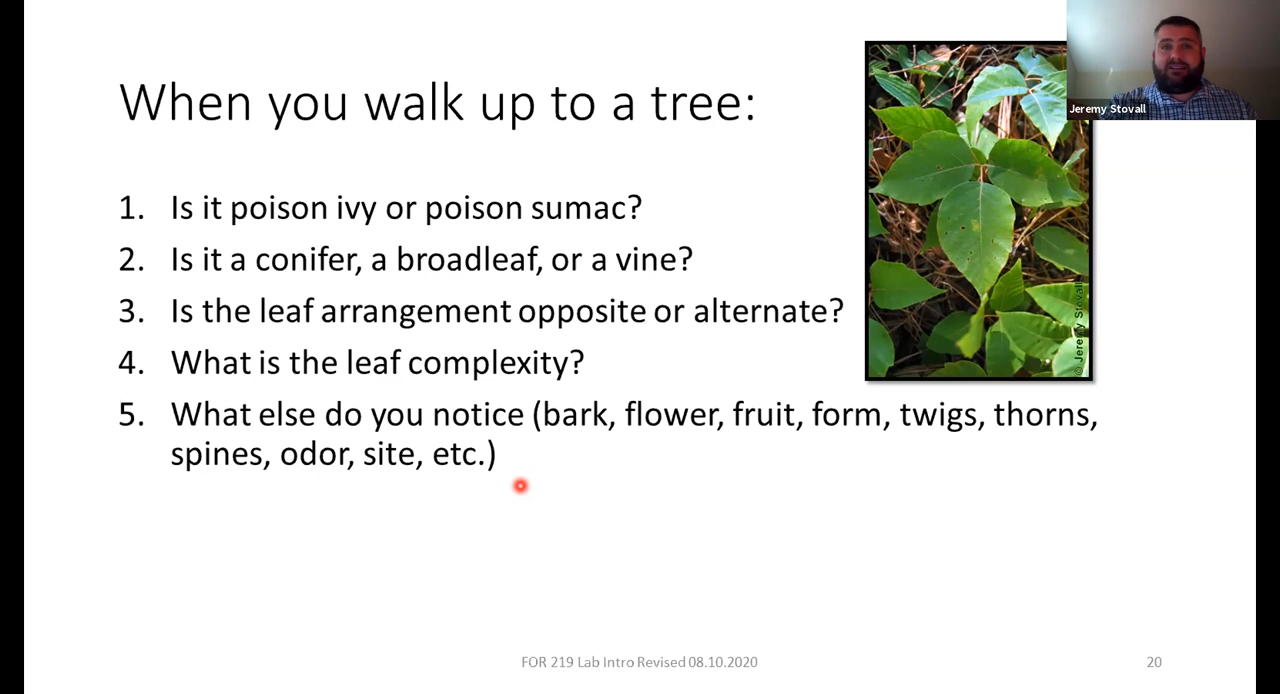 When you walk up to a tree:
Jeremy Stovall
1. Is it poison ivy or poison sumac?
2. Is it a conifer, a broadleaf, or a vine?
3. Is the leaf arrangement opposite or alternate?
4. What is the leaf complexity?
5. What else do you notice (bark, flower, fruit, form, twigs, thorns,
spines, odor, site, etc.)
© Jeremy Stovall
FOR 219 Lab Intro Revised 08.10.2020
20